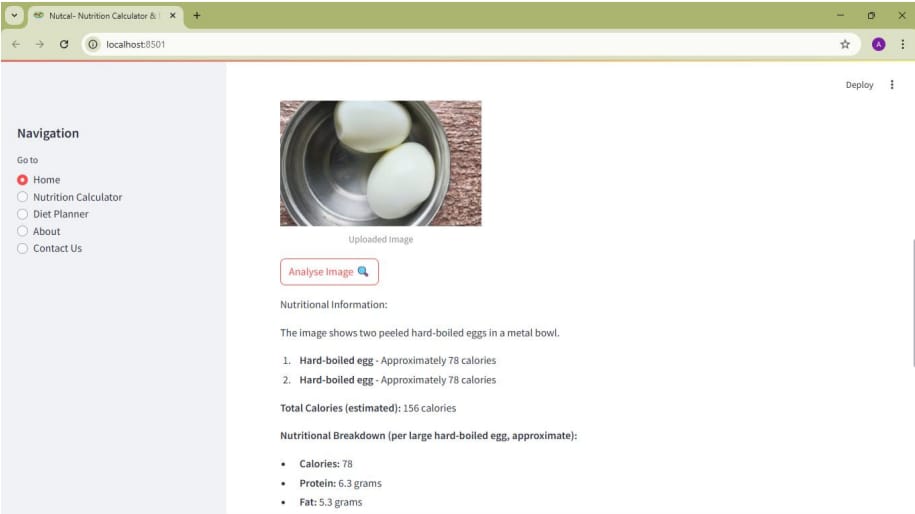 Nutcal- Nutrition Calculator &
localhost:8501
A
Deploy
Navigation
Go to
Home
Nutrition Calculator
Diet Planner
About
Contact Us
Uploaded Image
Analyse Image
Nutritional Information:
The image shows two peeled hard-boiled eggs in a metal bowl.
1. Hard-boiled egg - Approximately 78 calories
2. Hard-boiled egg - Approximately 78 calories
Total Calories (estimated): 156 calories
Nutritional Breakdown (per large hard-boiled egg, approximate):
• Calories: 78
• Protein: 6.3 grams
• Fat: 5.3 grams